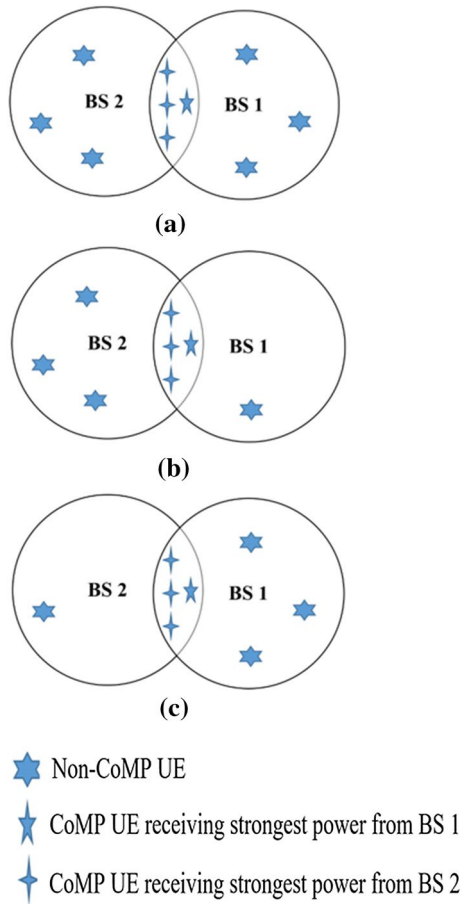 BS 2 BS 1
(a)
BS 2 BS 1
(b)
BS 2 BS 1
(c)
Non-CoMP UE
CoMP UE receiving strongest power from BS 1
CoMP UE receiving strongest power from BS 2